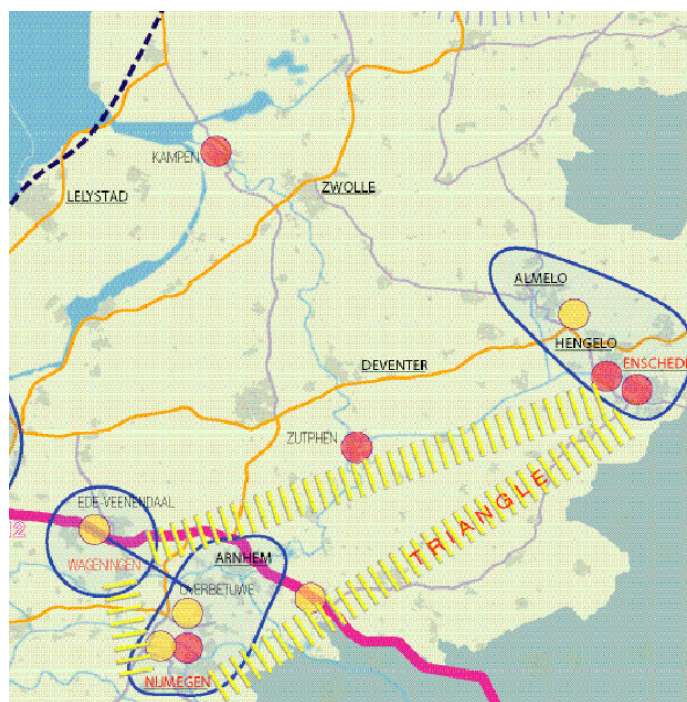 KAMPEN
ZWOLLE
LELYSTAD
ALMELO
HENGELO
DEVENTER
ENSCHEDE
ZUTPHEN
TRIANGLE
EDE-VEENENDAAL
WAGENINGEN
ARNHEM
OVERBETUWE
NIJMEGEN